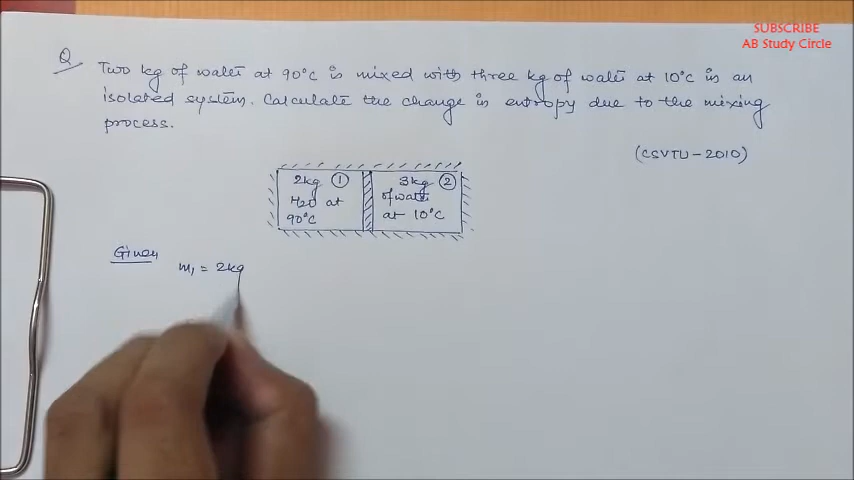 SUBSCRIBE
AB Study Circle
Q Two kg of water at 90°C is mixed with three kg of water at 10°C in an
isolated system. Calculate the change in entropy due to the mixing
process.
(CSVTU-2010)
2kg ①
H2O at
90°C
3kg ②
of water
at 10°C
Given
m₁ = 2kg